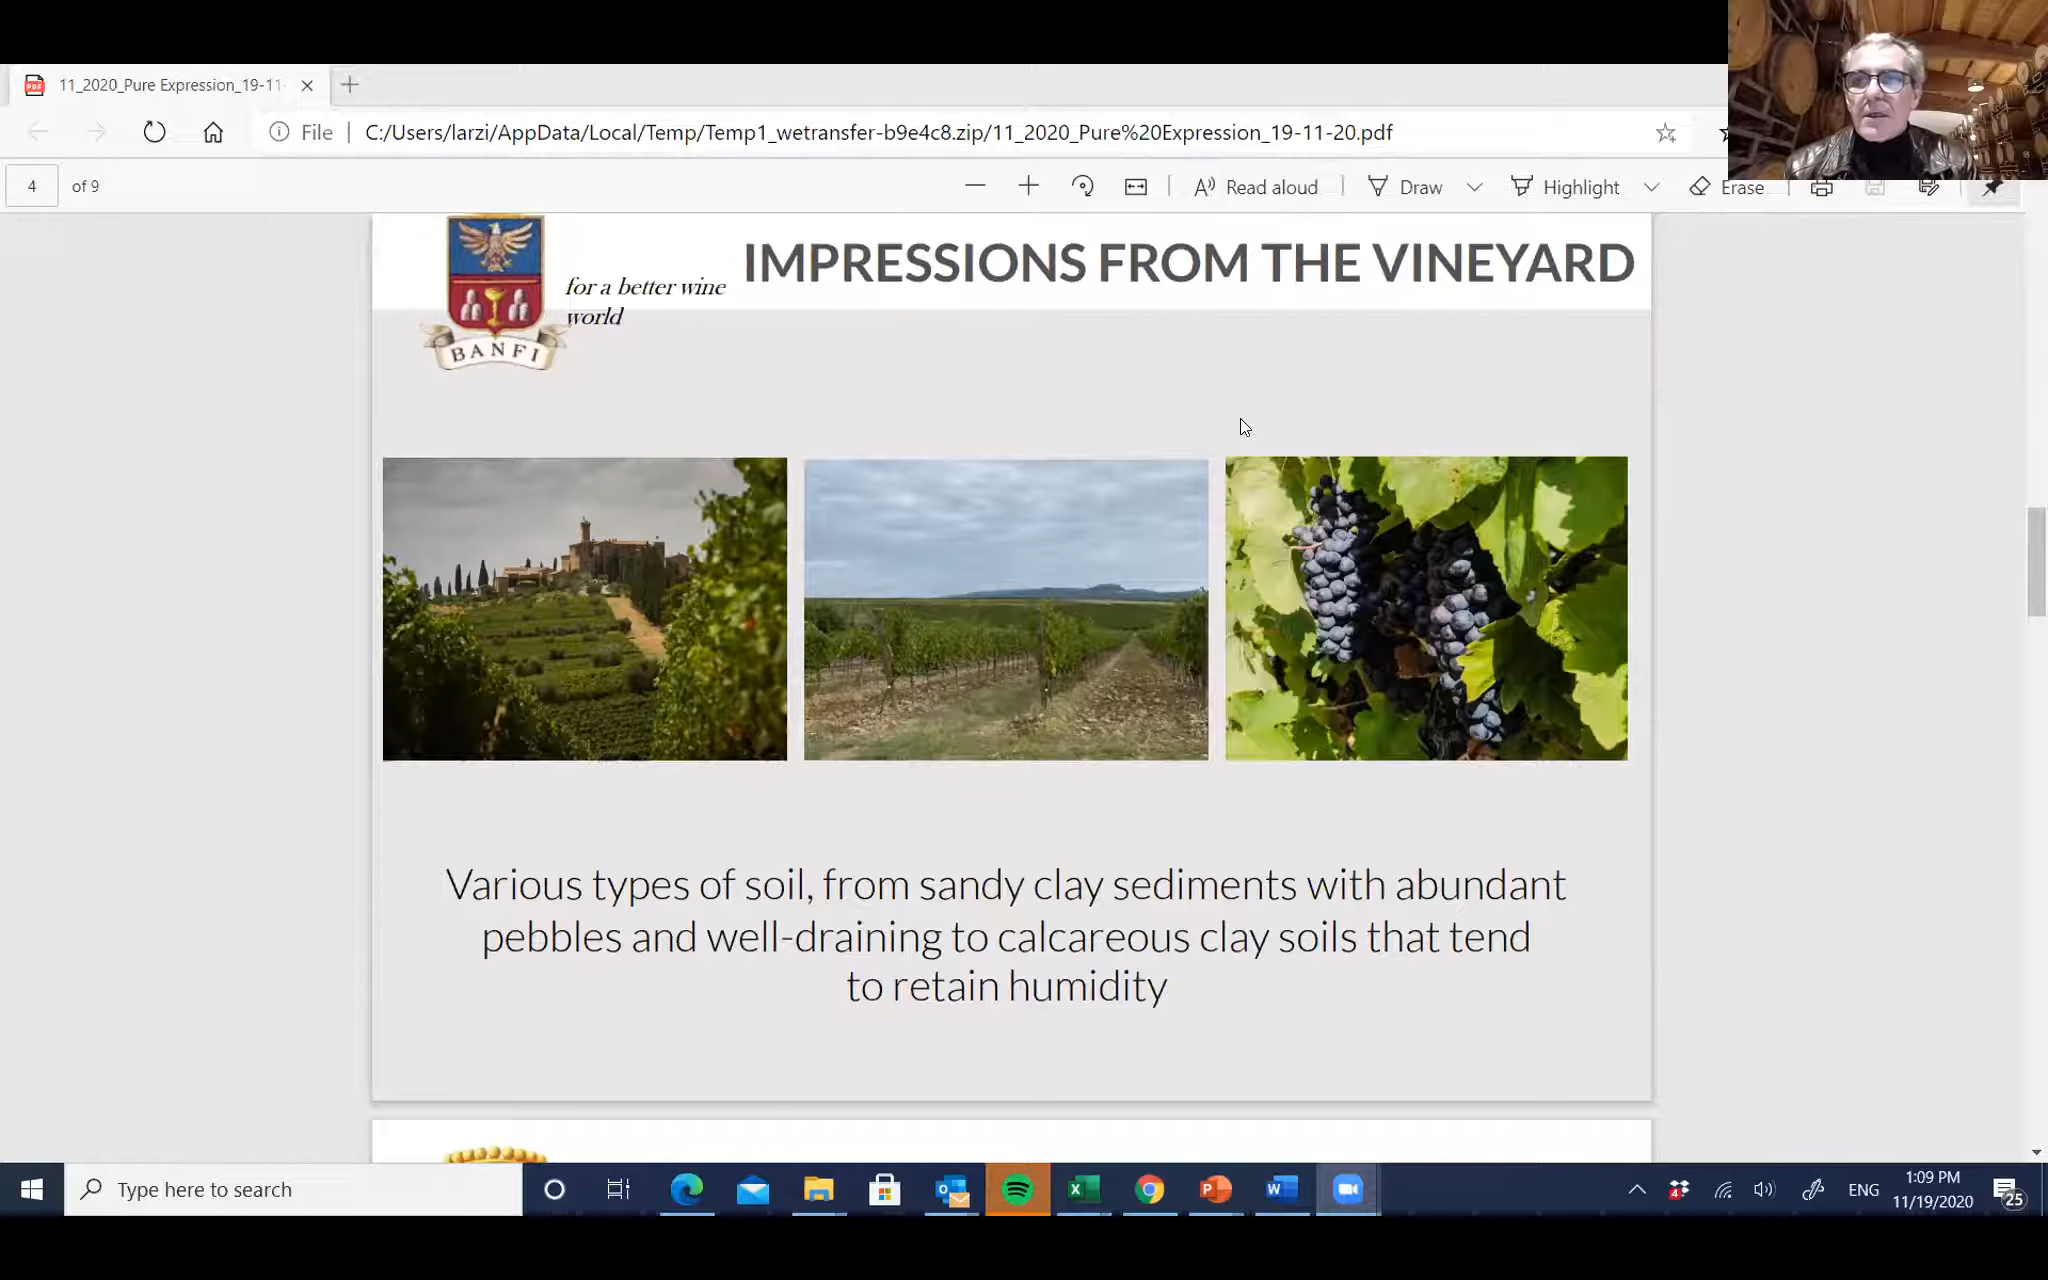 11_2020_Pure Expression_19-11-
File
C:/Users/larzi/AppData/Local/Temp/Temp1_wetransfer-b9e4c8.zip/11_2020_Pure%20Expression_19-11-20.pdf
4 of 9
Read aloud
Draw
Highlight
Erase
IMPRESSIONS FROM THE VINEYARD
for a better wine
world
BANFI
Various types of soil, from sandy clay sediments with abundant
pebbles and well-draining to calcareous clay soils that tend
to retain humidity
Type here to search
ENG
1:09 PM
11/19/2020
25